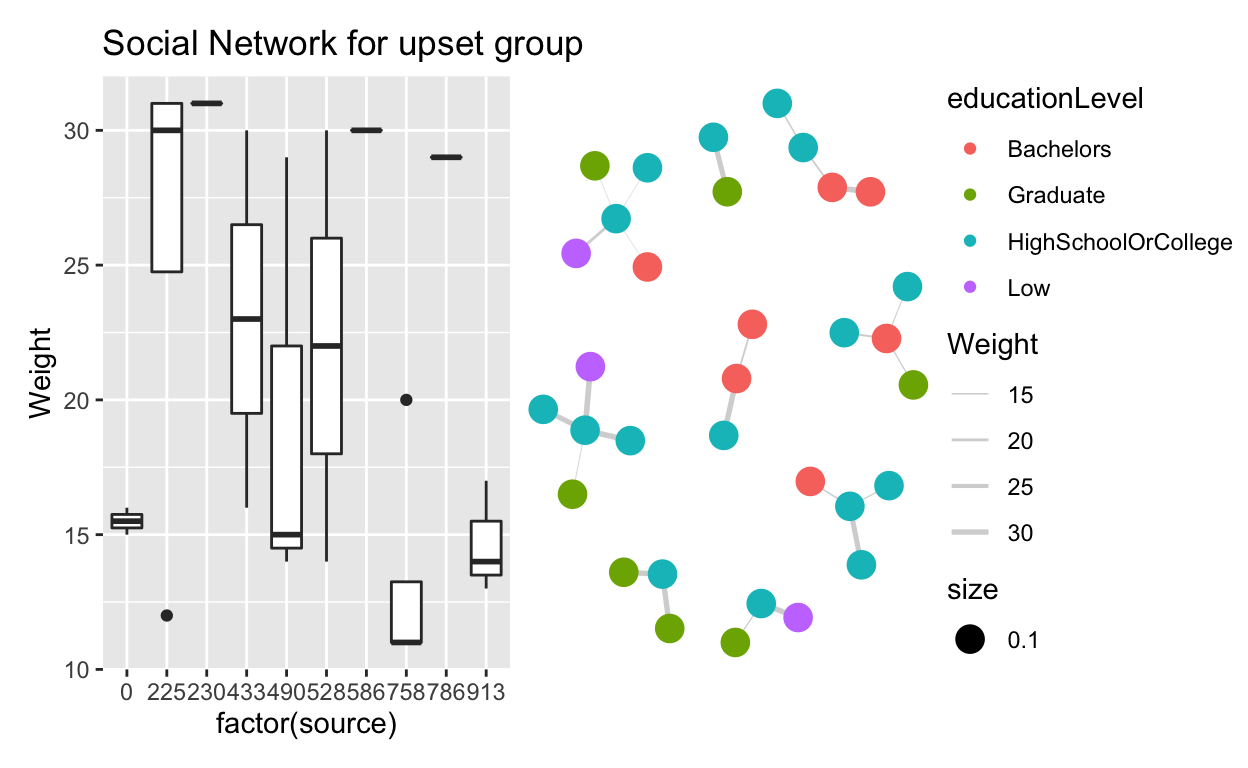 Social Network for upset group
Weight
30
25
20
15
10
0 225 230 433 490 528 586 758 786 913
factor(source)
educationLevel
Bachelors
Graduate
HighSchoolOrCollege
Low
Weight
15
20
25
30
size
0.1